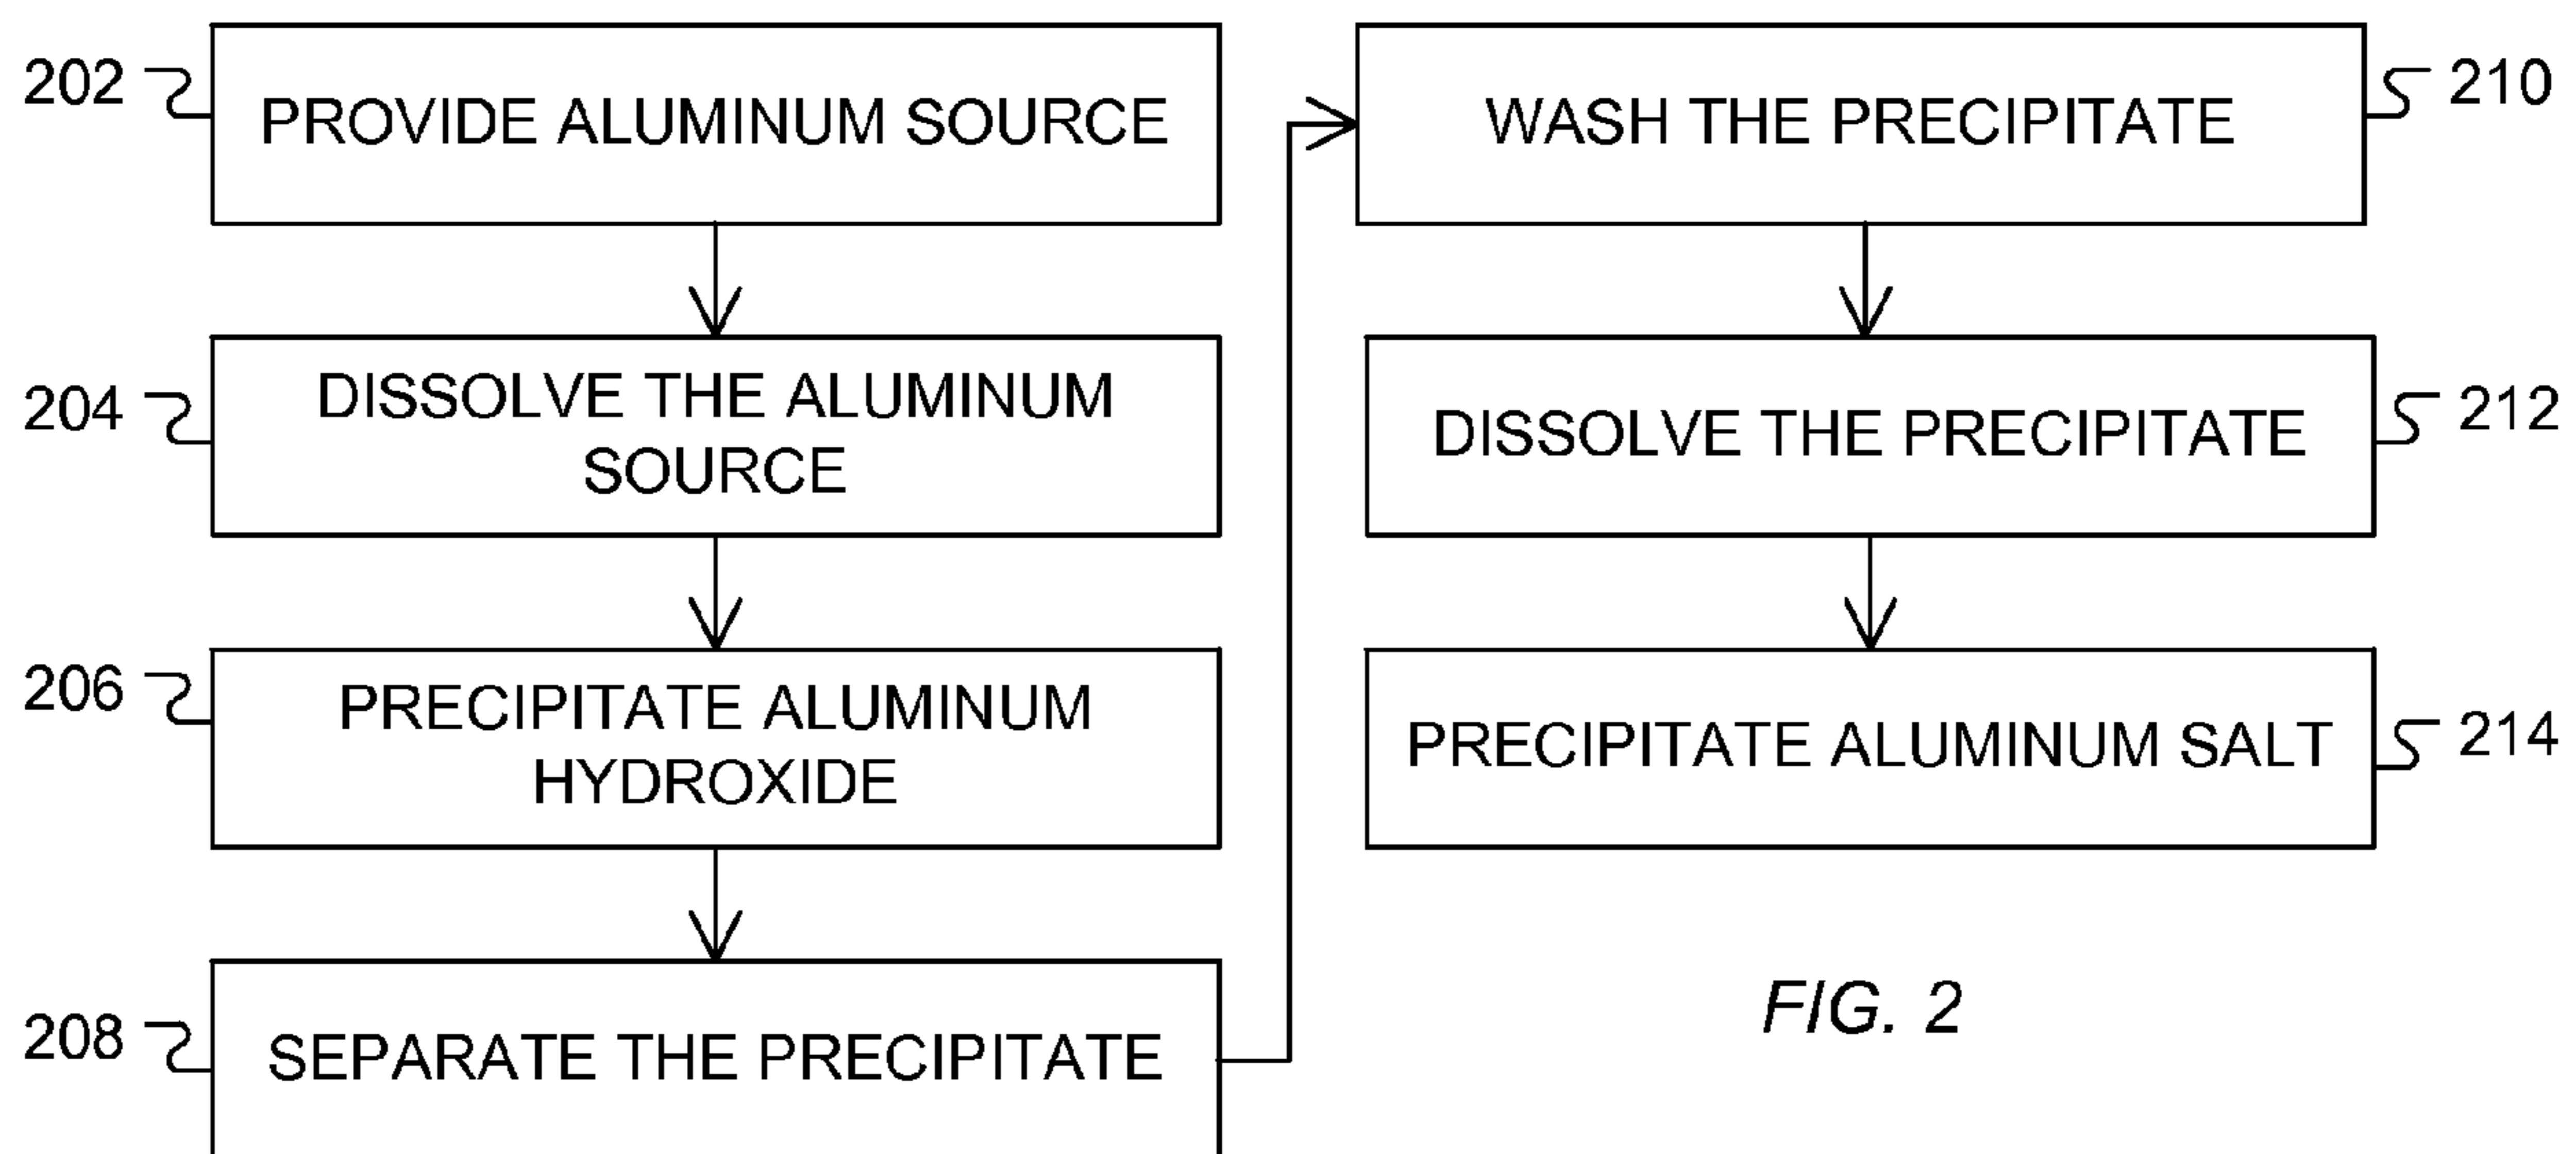 202
PROVIDE ALUMINUM SOURCE
204
DISSOLVE THE ALUMINUM
SOURCE
206
PRECIPITATE ALUMINUM
HYDROXIDE
208
SEPARATE THE PRECIPITATE
WASH THE PRECIPITATE
210
DISSOLVE THE PRECIPITATE
212
PRECIPITATE ALUMINUM SALT
214
FIG. 2